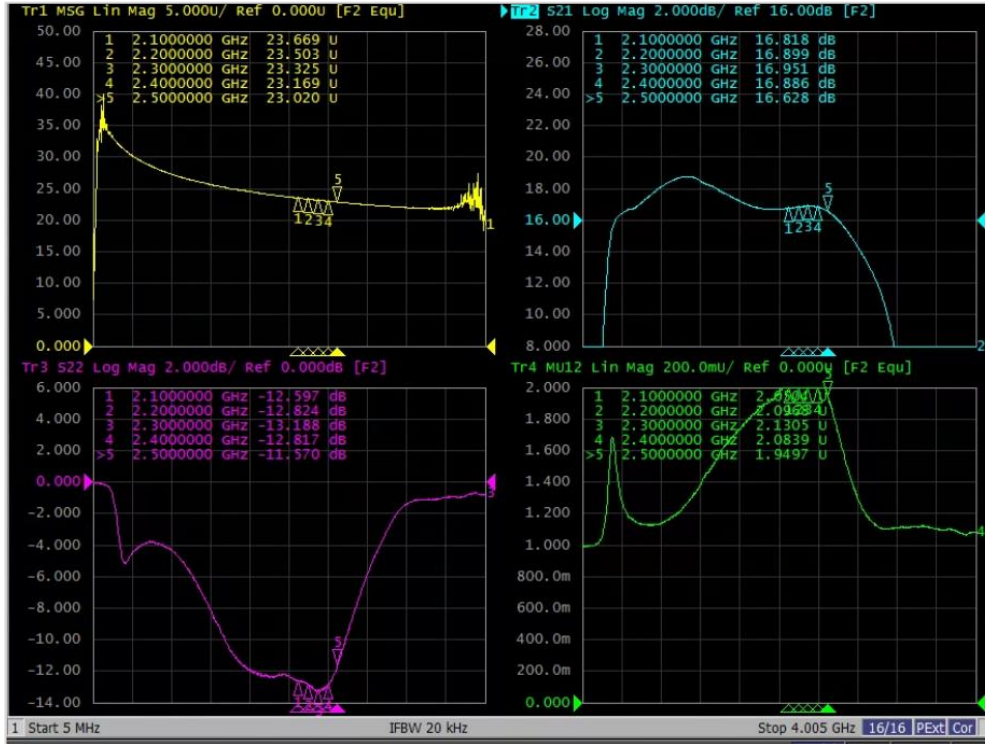 Tr1 MSG Lin Mag 5.000U/ Ref 0.000U [F2 Equ]
50.00
45.00
40.00
35.00
30.00
25.00
20.00
15.00
10.00
5.000
0.000
1 2.1000000 GHz 23.669 U
2 2.2000000 GHz 23.503 U
3 2.3000000 GHz 23.325 U
4 2.4000000 GHz 23.169 U
>5 2.5000000 GHz 23.020 U
5
1234
1
Tr2 S21 Log Mag 2.000dB/ Ref 16.00dB [F2]
28.00
26.00
24.00
22.00
20.00
18.00
16.00
14.00
12.00
10.00
8.000
1 2.1000000 GHz 16.818 dB
2 2.2000000 GHz 16.899 dB
3 2.3000000 GHz 16.951 dB
4 2.4000000 GHz 16.886 dB
>5 2.5000000 GHz 16.628 dB
5
1234
2
Tr3 S22 Log Mag 2.000dB/ Ref 0.000dB [F2]
6.000
4.000
2.000
0.000
-2.000
-4.000
-6.000
-8.000
-10.00
-12.00
-14.00
1 2.1000000 GHz -12.597 dB
2 2.2000000 GHz -12.824 dB
3 2.3000000 GHz -13.188 dB
4 2.4000000 GHz -12.817 dB
>5 2.5000000 GHz -11.570 dB
5
3
Tr4 MU12 Lin Mag 200.0mU/ Ref 0.000U [F2 Equ]
2.000
1.800
1.600
1.400
1.200
1.000
800.0m
600.0m
400.0m
200.0m
0.000
1 2.1000000 GHz
2 2.2000000 GHz
3 2.3000000 GHz 2.1305 U
4 2.4000000 GHz 2.0839 U
>5 2.5000000 GHz 1.9497 U
5
4
1 Start 5 MHz IFBW 20 kHz Stop 4.005 GHz 16/16 PExt Cor